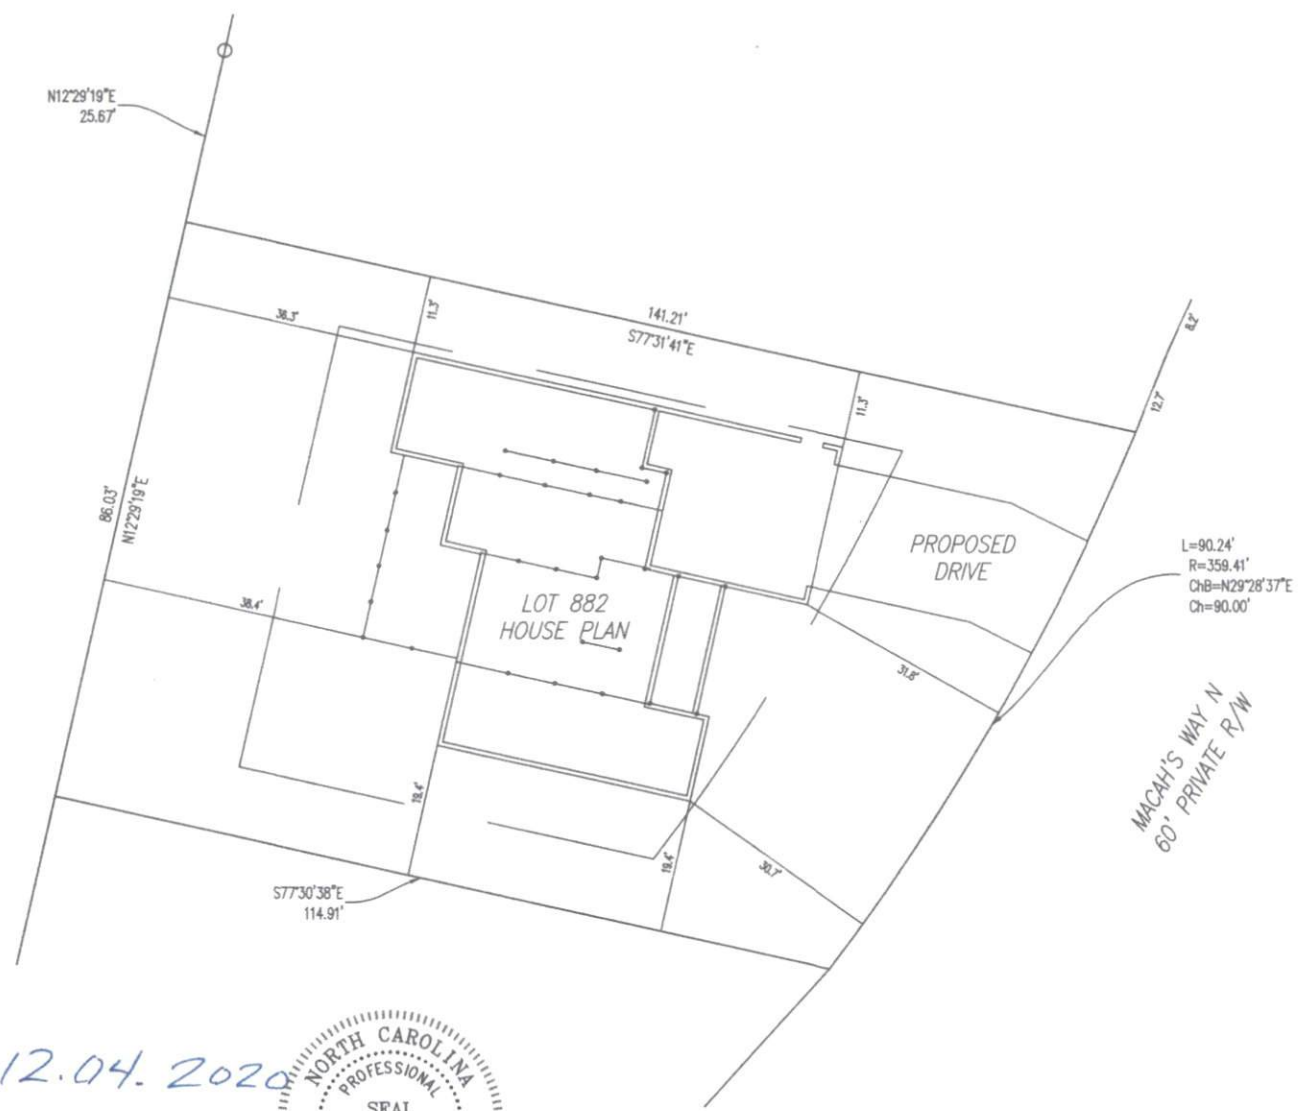 N12°29'19"E
25.67'
38.3'
11.3'
141.21'
S77°31'41"E
8.2'
12.7'
11.3'
86.03'
N12°29'19"E
PROPOSED
DRIVE
L=90.24'
R=359.41'
ChB=N29°28'37"E
Ch=90.00'
38.4'
LOT 882
HOUSE PLAN
31.8'
MACAH'S WAY N
60' PRIVATE R/W
19.4'
19.4'
30.7'
S77°30'38"E
114.91'
12.04.2020
NORTH CAROLINA
PROFESSIONAL
SEAL